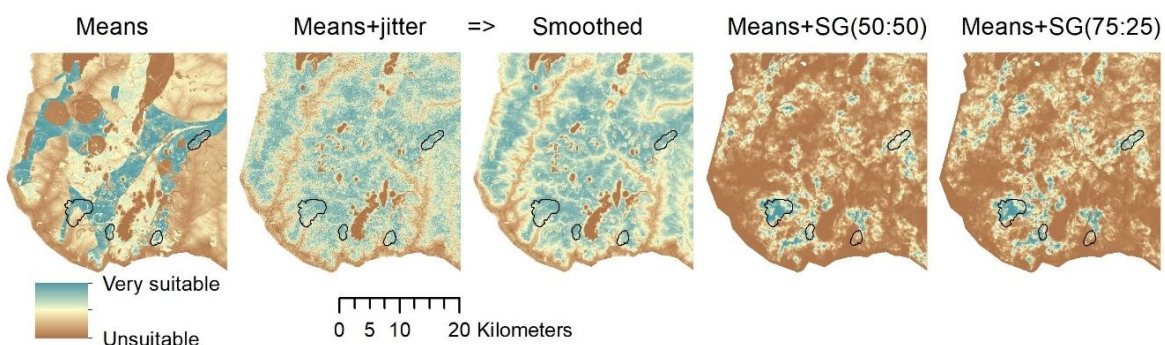 Means Means+jitter => Smoothed Means+SG(50:50) Means+SG(75:25)
Very suitable
Unsuitable
0 5 10 20 Kilometers